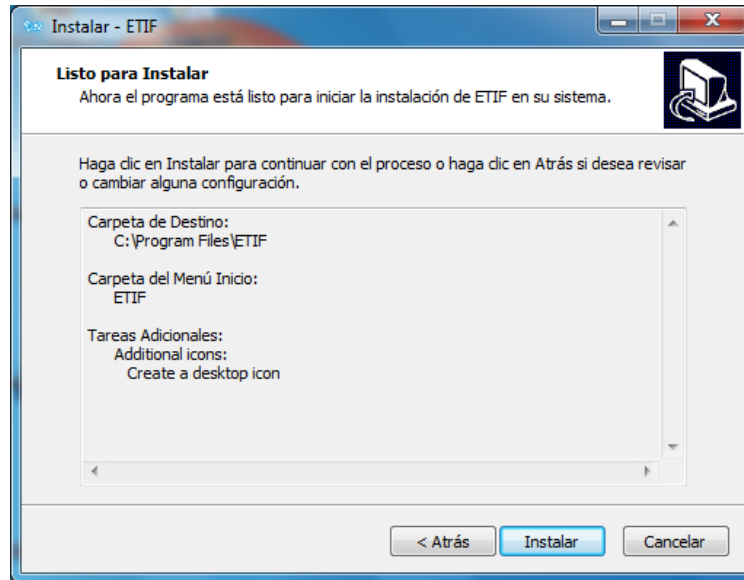 Instalar - ETIF
Listo para Instalar
Ahora el programa está listo para iniciar la instalación de ETIF en su sistema.
Haga clic en Instalar para continuar con el proceso o haga clic en Atrás si desea revisar
o cambiar alguna configuración.
Carpeta de Destino:
C:\Program Files\ETIF
Carpeta del Menú Inicio:
ETIF
Tareas Adicionales:
Additional icons:
Create a desktop icon
< Atrás Instalar Cancelar